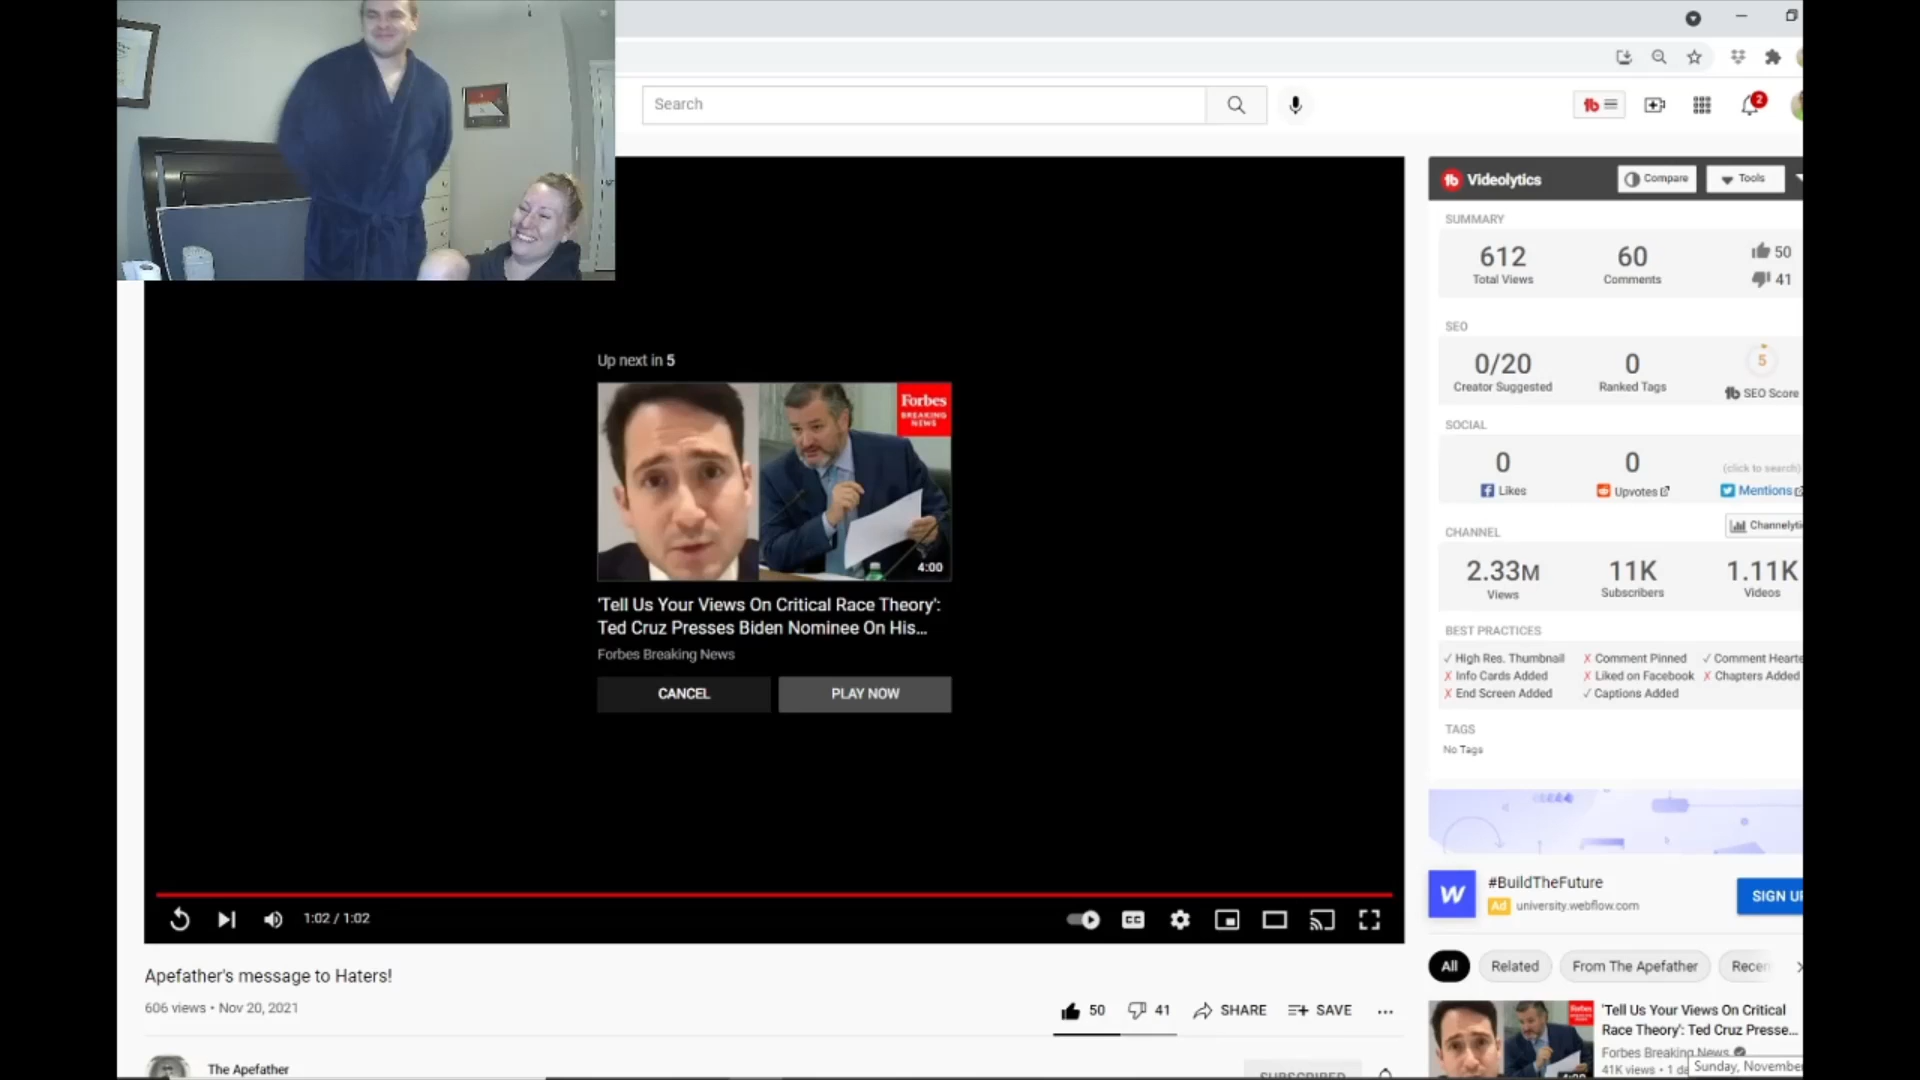 Search
2
Up next in 5
Forbes
BREAKING
NEWS
4:00
'Tell Us Your Views On Critical Race Theory':
Ted Cruz Presses Biden Nominee On His...
Forbes Breaking News
CANCEL
PLAY NOW
1:02 / 1:02
CC
Apefather's message to Haters!
606 views • Nov 20, 2021
50
41
SHARE
SAVE
The Apefather
SUBSCRIBED
Videolytics
Compare
Tools
SUMMARY
612
60
50
41
Total Views
Comments
SEO
0/20
0
5
Creator Suggested
Ranked Tags
SEO Score
SOCIAL
0
0
(click to search)
Likes
Upvotes
Mentions
CHANNEL
Channelyti
2.33M
11K
1.11K
Views
Subscribers
Videos
BEST PRACTICES
✓ High Res. Thumbnail
✗ Comment Pinned
✓ Comment Hearte
✗ Info Cards Added
✗ Liked on Facebook
✗ Chapters Added
✗ End Screen Added
✓ Captions Added
TAGS
No Tags
W
#BuildTheFuture
Ad university.webflow.com
SIGN UP
All
Related
From The Apefather
Recen
'Tell Us Your Views On Critical
Race Theory': Ted Cruz Presse...
Forbes Breaking News
41K views • 1 da
Sunday, November